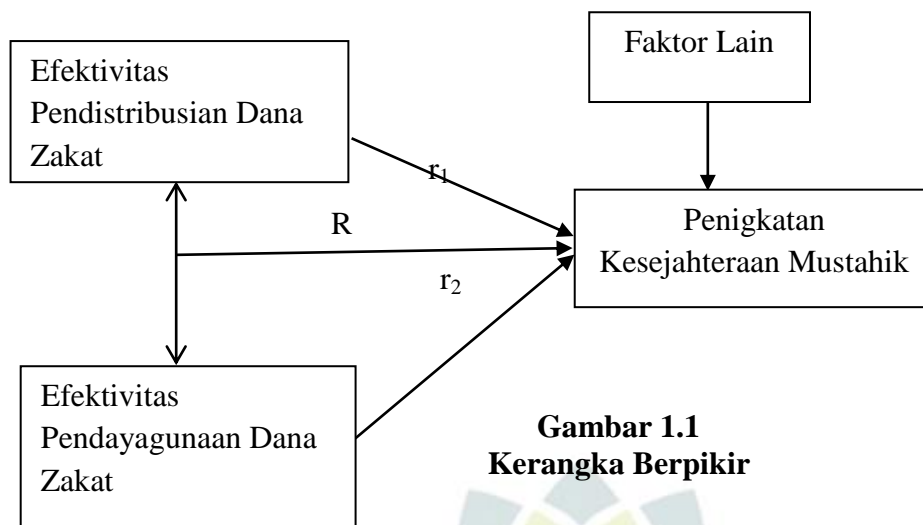 Efektivitas
Pendistribusian Dana
Zakat
Faktor Lain
r1
R
r2
Penigkatan
Kesejahteraan Mustahik
Efektivitas
Pendayagunaan Dana
Zakat
Gambar 1.1
Kerangka Berpikir